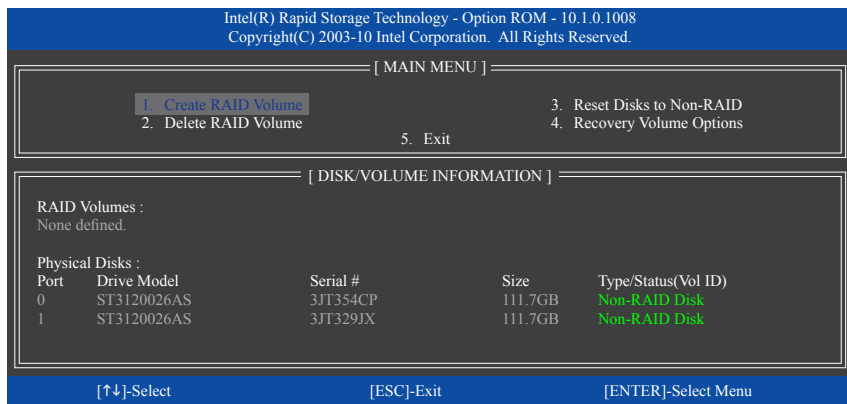 Intel(R) Rapid Storage Technology - Option ROM - 10.1.0.1008
Copyright(C) 2003-10 Intel Corporation. All Rights Reserved.
[ MAIN MENU ]
1. Create RAID Volume
2. Delete RAID Volume
3. Reset Disks to Non-RAID
4. Recovery Volume Options
5. Exit
[ DISK/VOLUME INFORMATION ]
RAID Volumes :
None defined.
Physical Disks :
Port Drive Model Serial # Size Type/Status(Vol ID)
0 ST3120026AS 3JT354CP 111.7GB Non-RAID Disk
1 ST3120026AS 3JT329JX 111.7GB Non-RAID Disk
[↑↓]-Select [ESC]-Exit [ENTER]-Select Menu